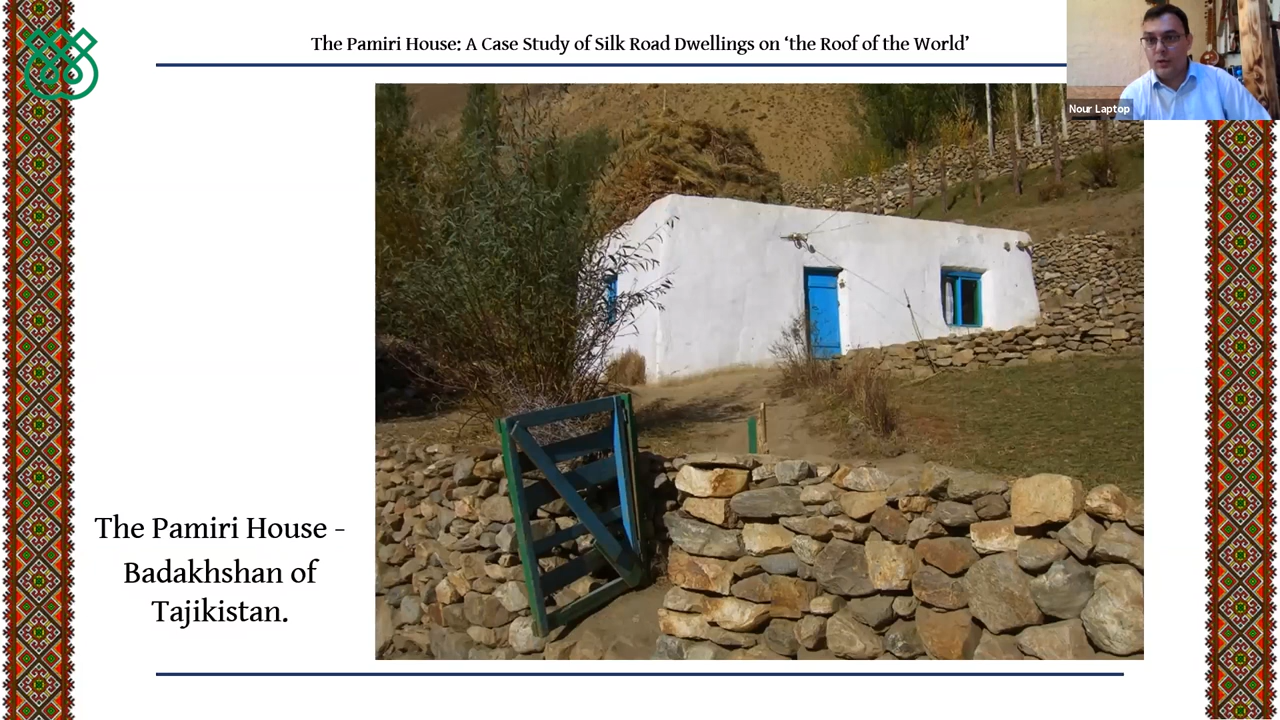 The Pamiri House: A Case Study of Silk Road Dwellings on ‘the Roof of the World’
Nour Laptop
The Pamiri House -
Badakhshan of
Tajikistan.